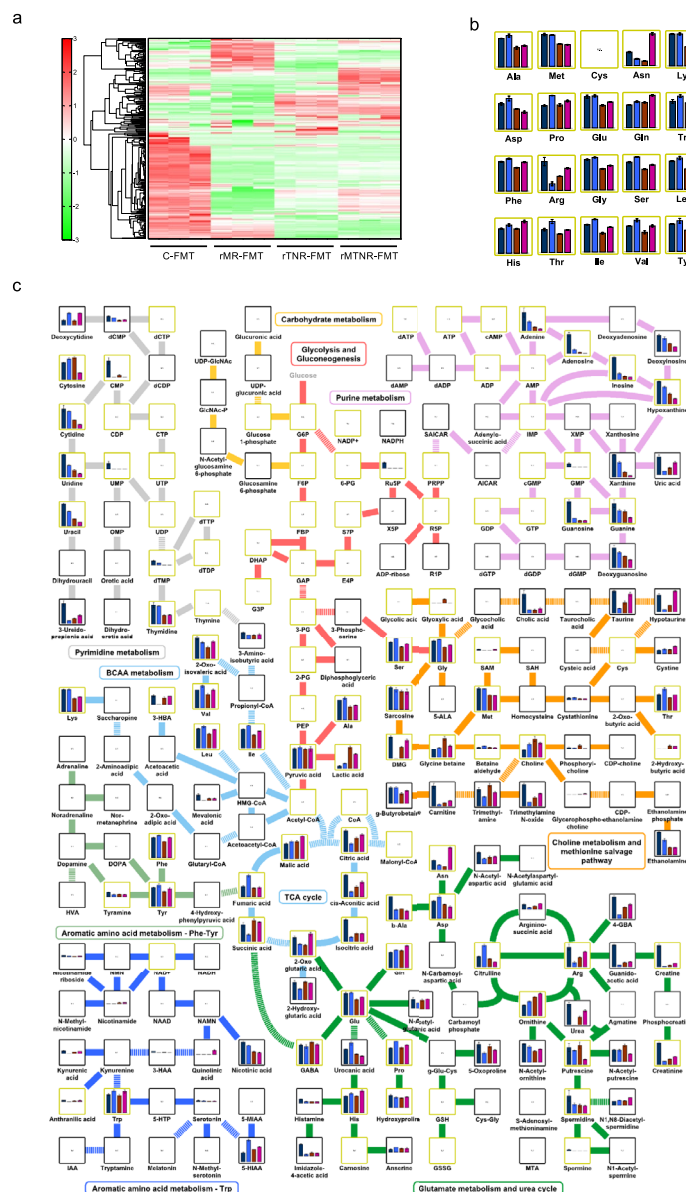 a
b
3
2
1
0
-1
-2
-3
C-FMT rMR-FMT rTNR-FMT rMTNR-FMT
Ala Met Cys Asn Ly
Asp Pro Glu Gln Tr
Phe Arg Gly Ser Le
His Thr Ile Val Ty
c
Carbohydrate metabolism
Glycolysis and
Gluconeogenesis
Purine metabolism
Pyrimidine metabolism
BCAA metabolism
TCA cycle
Choline metabolism and
methionine salvage
pathway
Aromatic amino acid metabolism - Phe-Tyr
Aromatic amino acid metabolism - Trp
Glutamate metabolism and urea cycle
Deoxycytidine dCMP dCTP
Cytosine CMP dCDP
Cytidine CDP CTP
Uridine UMP UTP
Uracil OMP UDP
dTTP
dTDP
Dihydrouracil Orotic acid dTMP
Thymine
3-Ureido-
propionic acid
Dihydro-
orotic acid
Thymidine
3-Amino-
isobutyric acid
UDP-GlcNAc
Glucuronic acid
GlcNAc-P
UDP-
glucuronic acid
Glucose
N-Acetyl-
glucosamine
6-phosphate
Glucose
1-phosphate
G6P
NADP+
NADPH
Glucosamine
6-phosphate
F6P
6-PG
Ru5P
PRPP
FBP
S7P
X5P
R5P
DHAP
GAP
E4P
ADP-ribose
R1P
G3P
3-PG
3-Phospho-
serine
2-PG
Diphosphoglyceric
acid
PEP
Ala
Pyruvic acid
Lactic acid
Acetyl-CoA
CoA
dATP ATP cAMP Adenine Deoxyadenosine
dAMP dADP ADP AMP Adenosine Deoxyinosine
Inosine
Hypoxanthine
SAICAR
Adenylo-
succinic acid
IMP XMP Xanthosine
AICAR cGMP GMP Xanthine Uric acid
GDP GTP Guanosine Guanine
dGTP dGDP dGMP Deoxyguanosine
Glycolic acid Glyoxylic acid
Glycocholic
acid
Cholic acid
Taurocholic
acid
Taurine
Hypotaurine
Ser Gly SAM SAH Cysteic acid Cys Cystine
Sarcosine 5-ALA Met Homocysteine Cystathionine
2-Oxo-
butyric acid
Thr
DMG Glycine betaine
Betaine
aldehyde
Choline
Phosphoryl-
choline
CDP-choline
2-Hydroxy-
butyric acid
g-Butyrobetaine Carnitine
Trimethyl-
amine
Trimethylamine
N-oxide
Glycerophospho-
choline
CDP-
ethanolamine
Ethanolamine
phosphate
Ethanolamine
2-Oxo-
isovaleric acid
Lys Saccharopine 3-HBA Val Propionyl-CoA
Adrenaline
2-Aminoadipic
acid
Acetoacetic
acid
Leu Ile
Noradrenaline
Nor-
metanephrine
2-Oxo-
adipic acid
Mevalonic
acid
HMG-CoA
Dopamine DOPA Phe Glutaryl-CoA
Acetoacetyl-CoA
HVA Tyramine Tyr
4-Hydroxy-
phenylpyruvic acid
Malic acid Citric acid Malonyl-CoA
Fumaric acid cis-Aconitic acid
Succinic acid
2-Oxo
glutaric acid
Isocitric acid
2-Hydroxy-
glutaric acid
Asn
N-Acetyl-
aspartic acid
N-Acetylaspartyl-
glutamic acid
b-Ala Asp
Arginino-
succinic acid
4-GBA
Gln
N-Carbamoyl-
aspartic acid
Citrulline Arg
Guanido-
acetic acid
Creatine
Glu
N-Acetyl-
glutamic acid
Carbamoyl
phosphate
Ornithine Urea Agmatine
GABA Urocanic acid Pro g-Glu-Cys 5-Oxoproline
N-Acetyl-
ornithine
Putrescine
N-Acetyl-
putrescine
Creatinine
Histamine His Hydroxyproline GSH Cys-Gly
S-Adenosyl-
methioninamine
Spermidine
N1,N8-Diacetyl-
spermidine
Imidazole-
4-acetic acid
Carnosine Anserine GSSG MTA Spermine
N1-Acetyl-
spermine
Nicotinamide
riboside
NMN NAD+ NADH
N-Methyl-
nicotinamide
Nicotinamide NAAD NAMN
Kynurenic
acid
Kynurenine 3-HAA
Quinolinic
acid
Nicotinic acid
Anthranilic acid Trp 5-HTP Serotonin 5-MIAA
IAA Tryptamine Melatonin
N-Methyl-
serotonin
5-HIAA